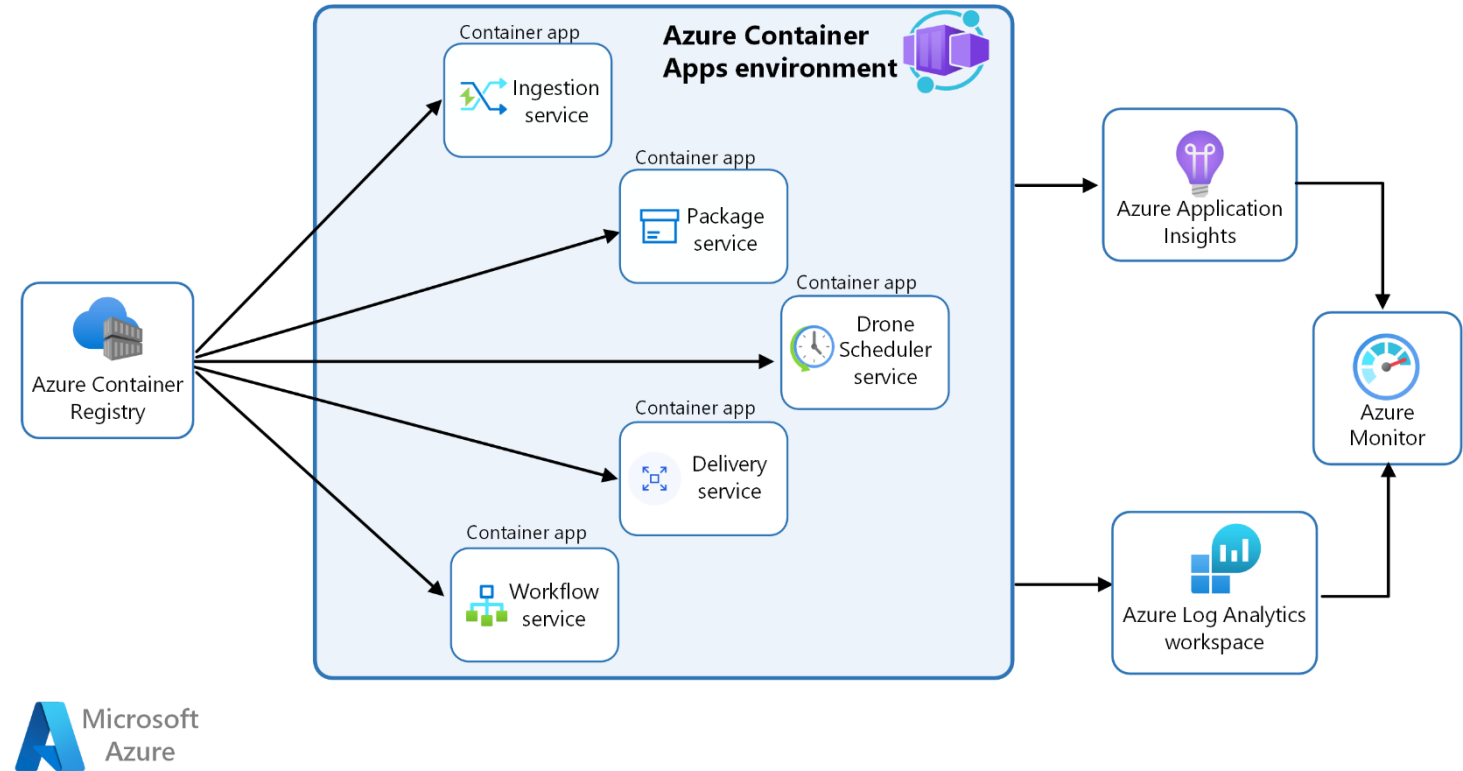 Container app
Ingestion
service
Azure Container
Apps environment
Container app
Package
service
Container app
Drone
Scheduler
service
Container app
Delivery
service
Container app
Workflow
service
Azure Container
Registry
Azure Application
Insights
Azure
Monitor
Azure Log Analytics
workspace
Microsoft
Azure